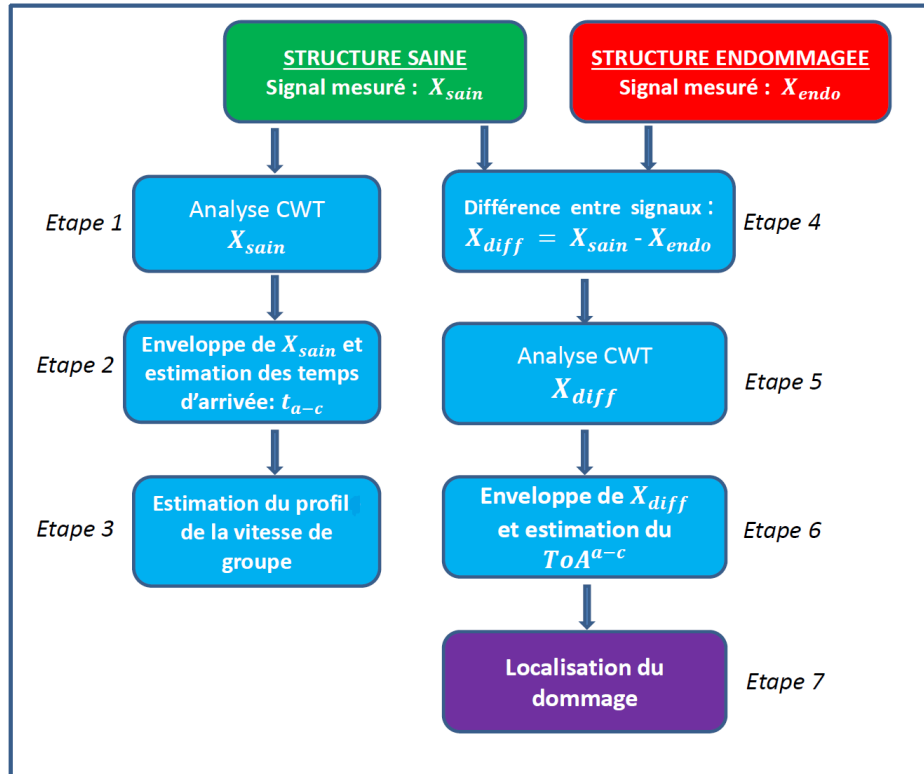 STRUCTURE SAINE
Signal mesuré : X_sain
STRUCTURE ENDOMMAGEE
Signal mesuré : X_endo
Etape 1
Analyse CWT
X_sain
Différence entre signaux :
X_diff = X_sain - X_endo
Etape 4
Etape 2
Enveloppe de X_sain et
estimation des temps
d'arrivée: t_a-c
Analyse CWT
X_diff
Etape 5
Etape 3
Estimation du profil
de la vitesse de
groupe
Enveloppe de X_diff
et estimation du
ToA^a-c
Etape 6
Localisation du
dommage
Etape 7